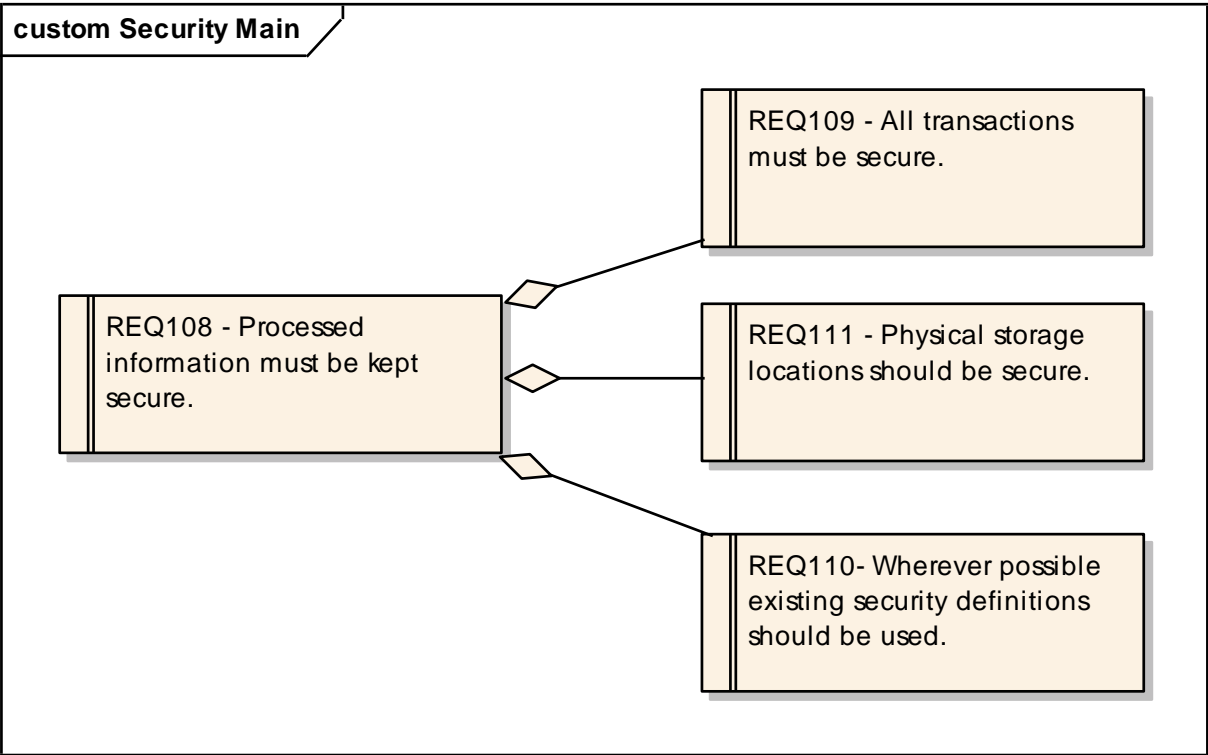 custom Security Main
REQ109 - All transactions
must be secure.
REQ108 - Processed
information must be kept
secure.
REQ111 - Physical storage
locations should be secure.
REQ110- Wherever possible
existing security definitions
should be used.